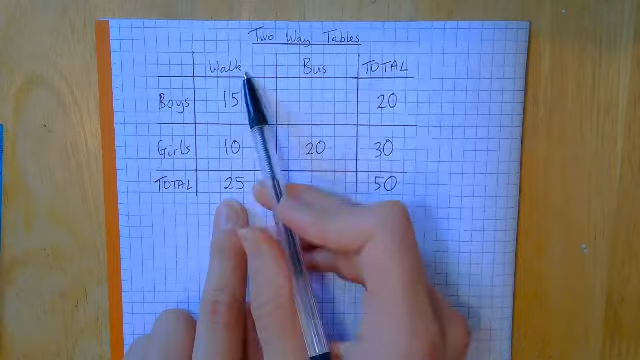 Two Way Tables
Walk Bus TOTAL
Boys 15 20
Girls 10 20 30
TOTAL 25 50